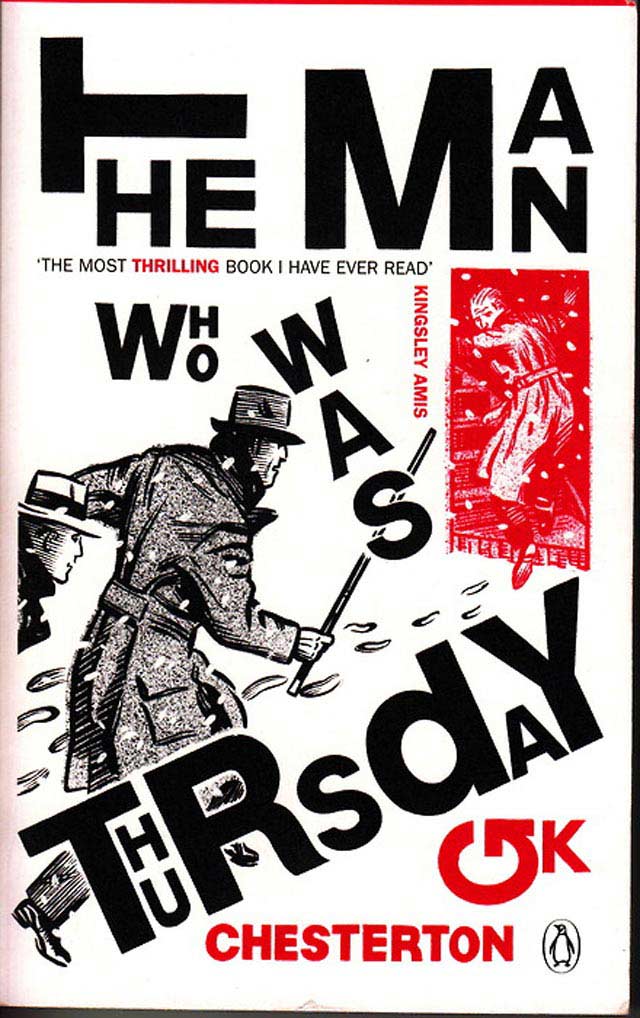 THE MAN
'THE MOST THRILLING BOOK I HAVE EVER READ'
KINGSLEY AMIS
WHO
WAS
THURSdAY
GK
CHESTERTON